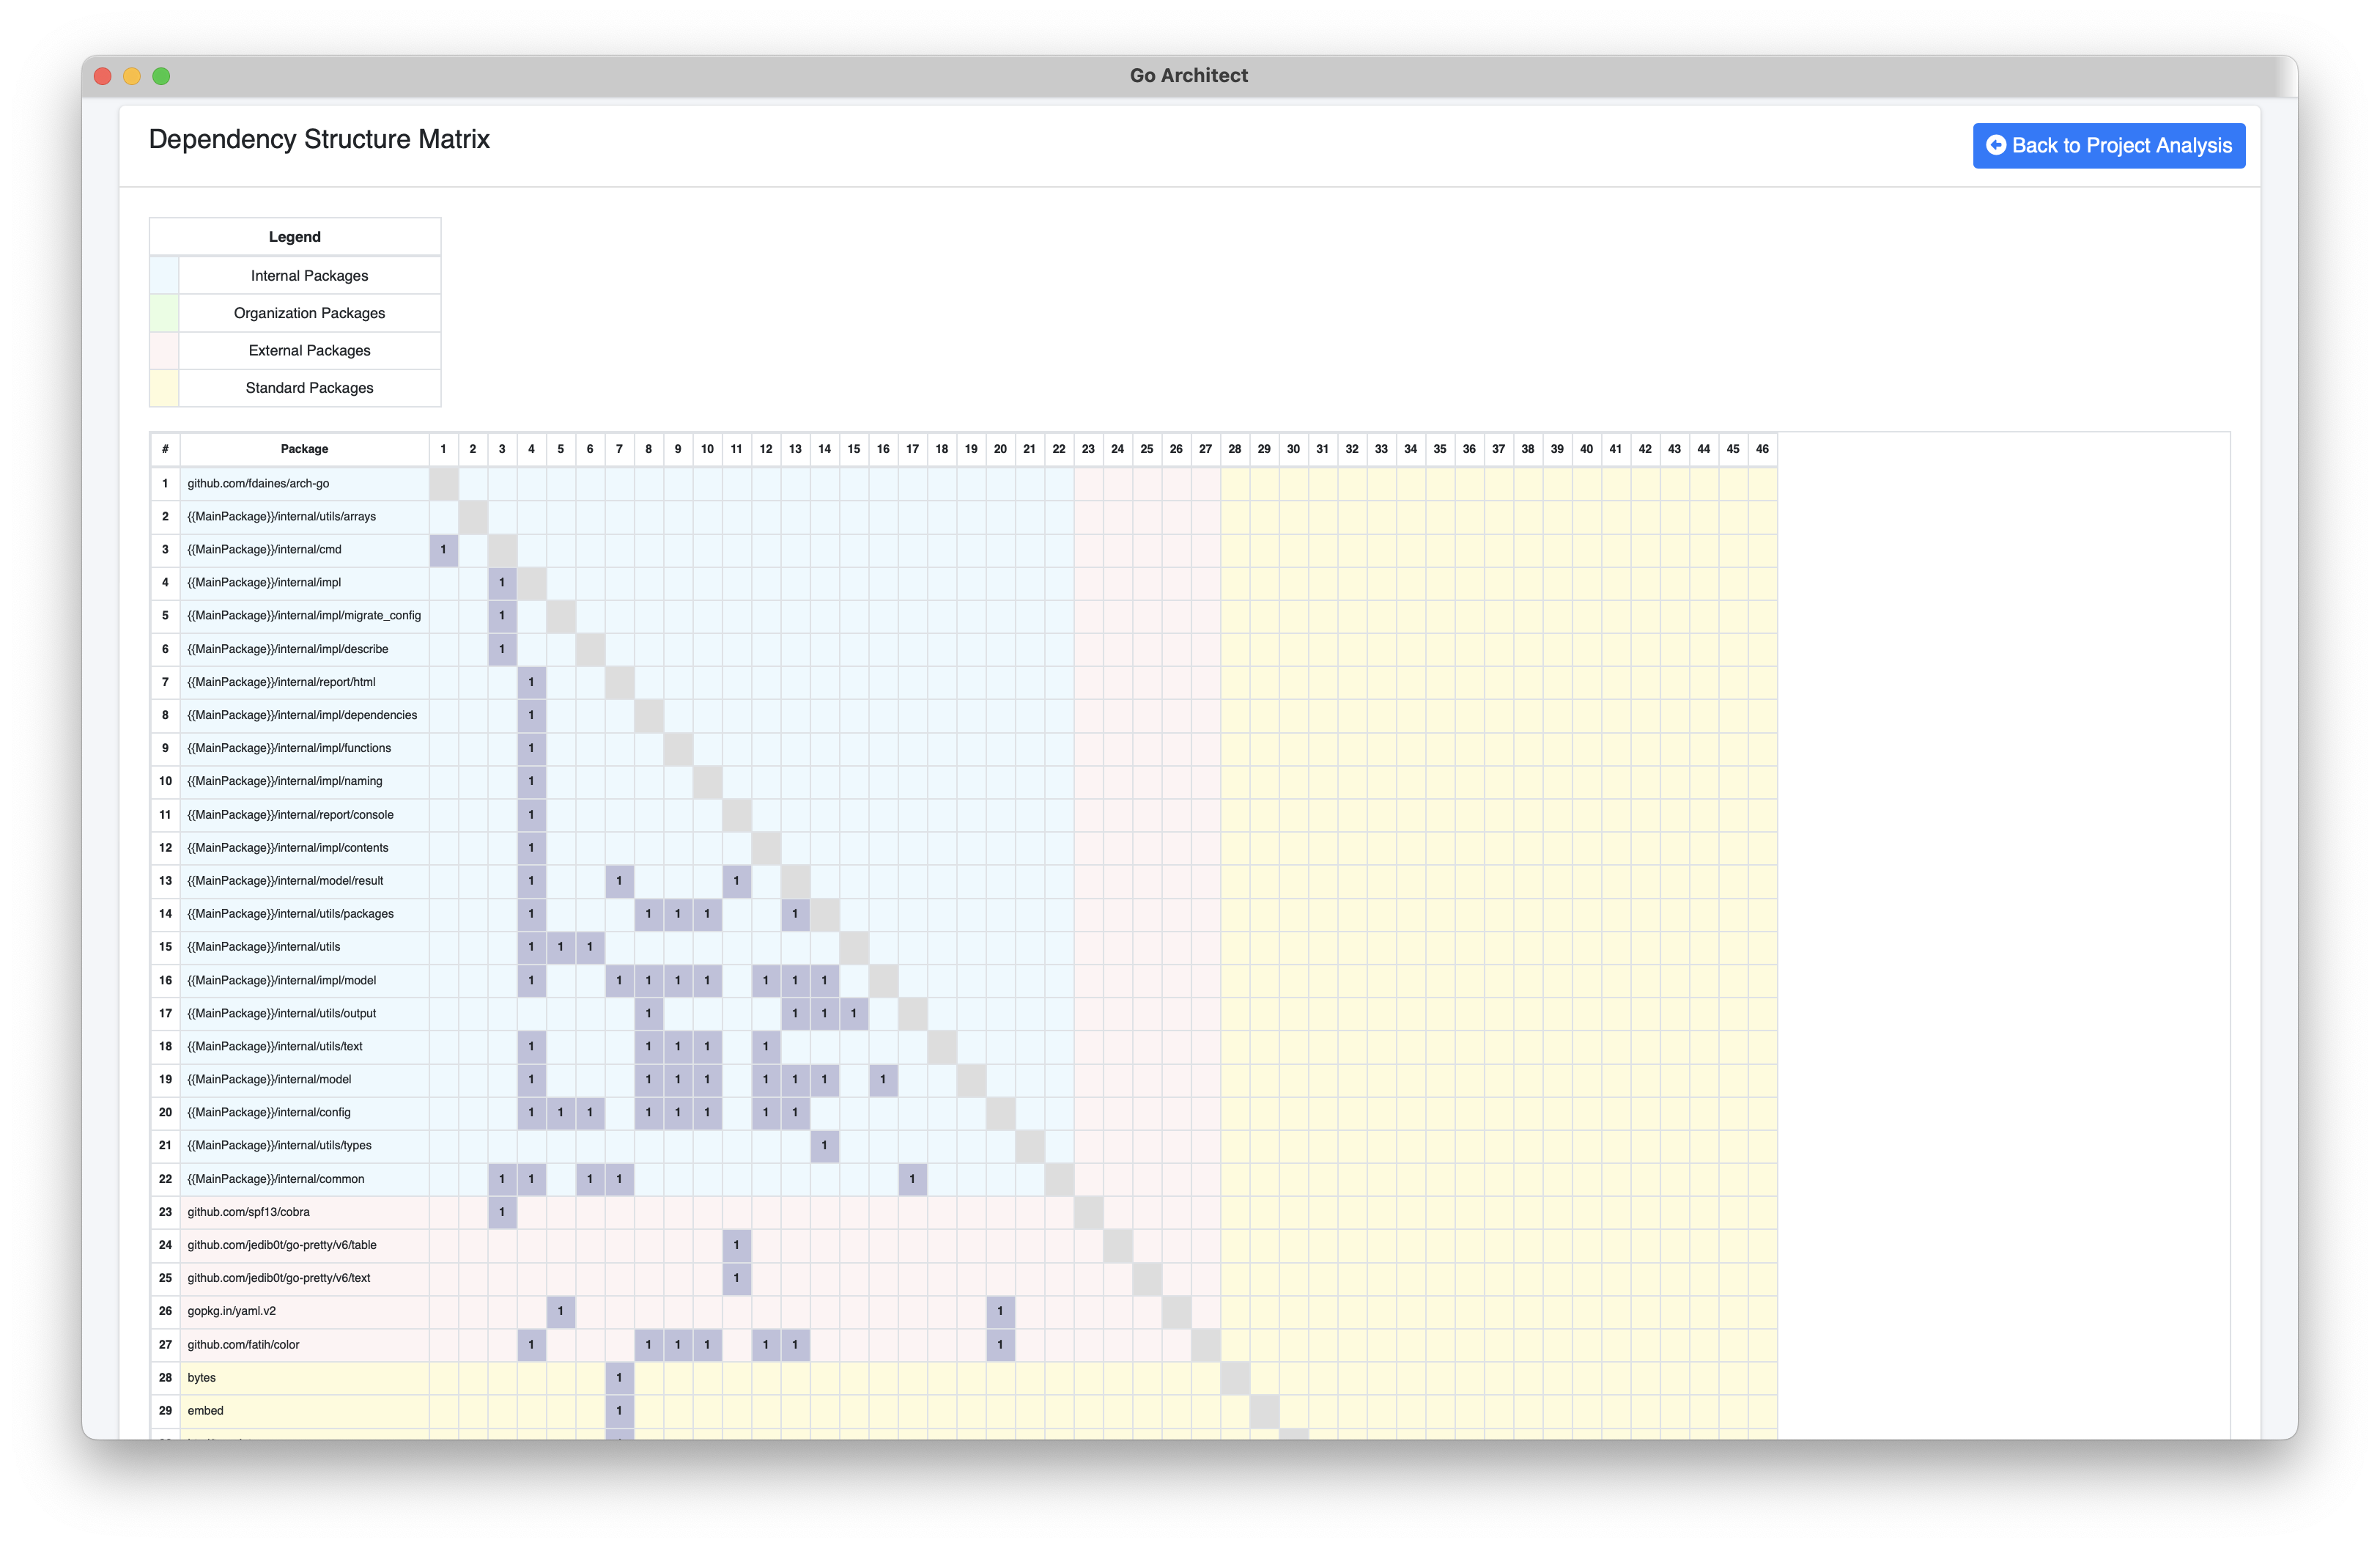 Go Architect
Dependency Structure Matrix
Back to Project Analysis
Legend
Internal Packages
Organization Packages
External Packages
Standard Packages
# Package 1 2 3 4 5 6 7 8 9 10 11 12 13 14 15 16 17 18 19 20 21 22 23 24 25 26 27 28 29 30 31 32 33 34 35 36 37 38 39 40 41 42 43 44 45 46
1 github.com/fdaines/arch-go
2 {{MainPackage}}/internal/utils/arrays
3 {{MainPackage}}/internal/cmd 1
4 {{MainPackage}}/internal/impl 1
5 {{MainPackage}}/internal/impl/migrate_config 1
6 {{MainPackage}}/internal/impl/describe 1
7 {{MainPackage}}/internal/report/html 1
8 {{MainPackage}}/internal/impl/dependencies 1
9 {{MainPackage}}/internal/impl/functions 1
10 {{MainPackage}}/internal/impl/naming 1
11 {{MainPackage}}/internal/report/console 1
12 {{MainPackage}}/internal/impl/contents 1
13 {{MainPackage}}/internal/model/result 1 1 1
14 {{MainPackage}}/internal/utils/packages 1 1 1 1 1
15 {{MainPackage}}/internal/utils 1 1 1
16 {{MainPackage}}/internal/impl/model 1 1 1 1 1 1 1 1
17 {{MainPackage}}/internal/utils/output 1 1 1 1
18 {{MainPackage}}/internal/utils/text 1 1 1 1 1
19 {{MainPackage}}/internal/model 1 1 1 1 1 1 1 1
20 {{MainPackage}}/internal/config 1 1 1 1 1 1 1 1
21 {{MainPackage}}/internal/utils/types 1
22 {{MainPackage}}/internal/common 1 1 1 1 1
23 github.com/spf13/cobra 1
24 github.com/jedib0t/go-pretty/v6/table 1
25 github.com/jedib0t/go-pretty/v6/text 1
26 gopkg.in/yaml.v2 1 1
27 github.com/fatih/color 1 1 1 1 1 1 1
28 bytes 1
29 embed 1